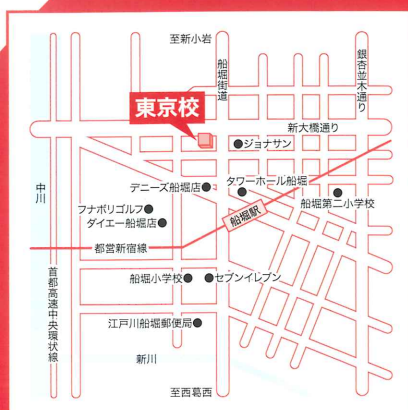 至新小岩
船堀街道
銀杏並木通り
東京校
新大橋通り
ジョナサン
中川
デニーズ船堀店
タワーホール船堀
船堀第二小学校
フナボリゴルフ
ダイエー船堀店
船堀駅
都営新宿線
首都高速中央環状線
船堀小学校
セブンイレブン
江戸川船堀郵便局
新川
至西葛西